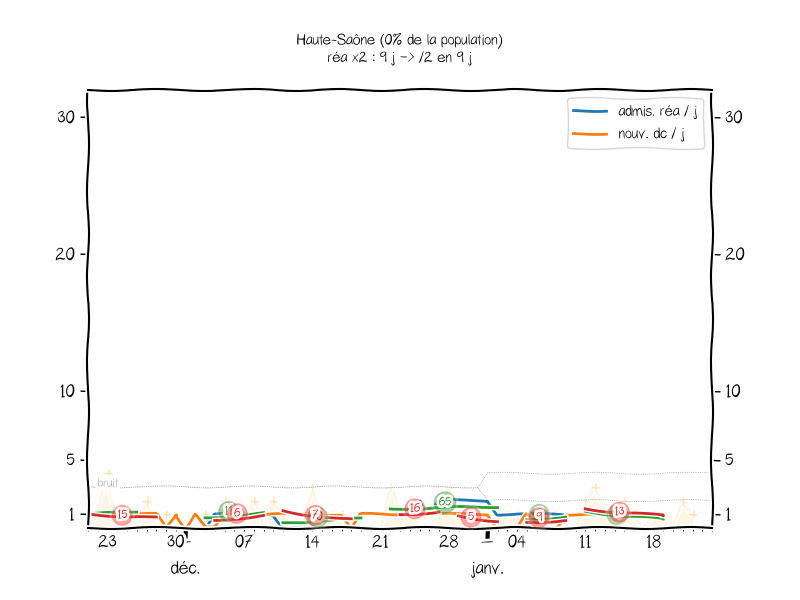 Haute-Saône (0% de la population)
réa x2 : 9 j -> /2 en 9 j
admis. réa / j
nouv. dc / j
30 30
20 20
10 10
5 5
bruit
1 1
15 6 7 16 65 5 9 13
23 30 07 14 21 28 04 11 18
déc. janv.